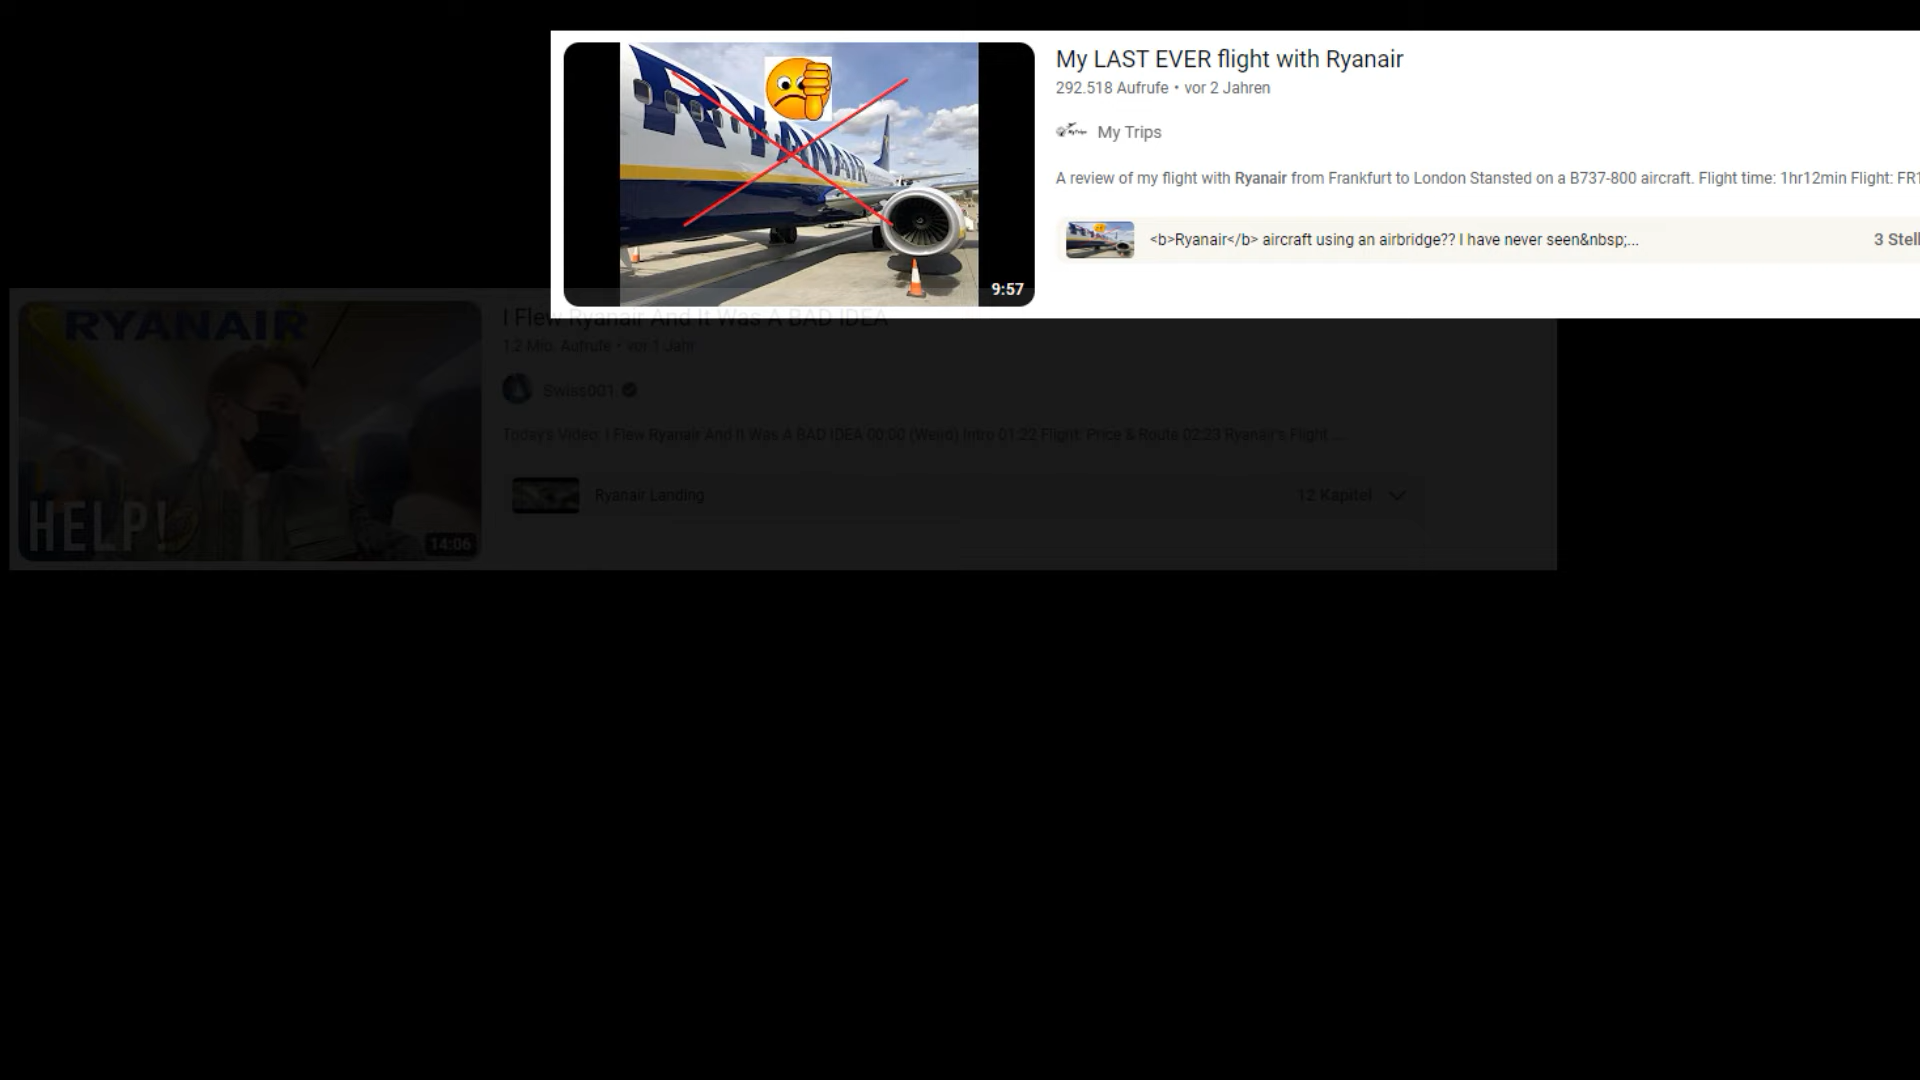 RYANAIR
My LAST EVER flight with Ryanair
292.518 Aufrufe • vor 2 Jahren
My Trips
A review of my flight with Ryanair from Frankfurt to London Stansted on a B737-800 aircraft. Flight time: 1hr12min Flight: FR1
<b>Ryanair</b> aircraft using an airbridge?? I have never seen&nbsp;...
3 Stell
9:57
RYANAIR
HELP!
14:06
I Flew Ryanair And It Was A BAD IDEA
1.2 Mio. Aufrufe • vor 1 Jahr
Swiss001
Today's Video: I Flew Ryanair And It Was A BAD IDEA 00:00 (Weird) Intro 01:22 Flight: Price & Route 02:23 Ryanair's Flight ...
Ryanair Landing
12 Kapitel